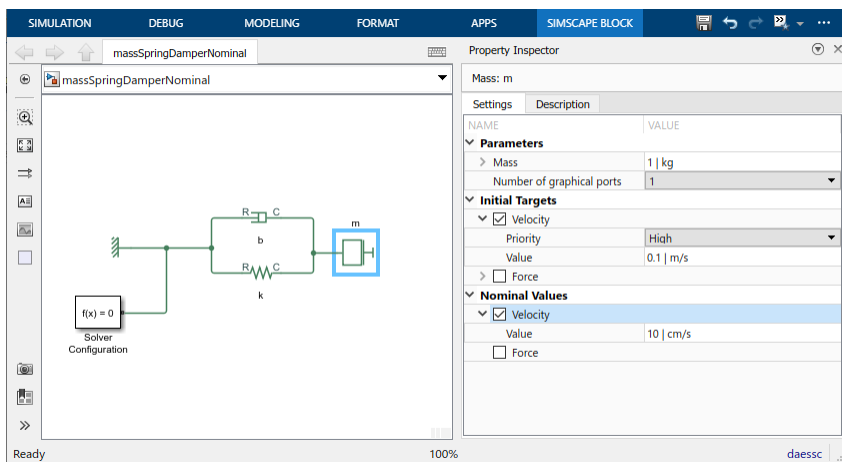 SIMULATION DEBUG MODELING FORMAT APPS SIMSCAPE BLOCK
massSpringDamperNominal
massSpringDamperNominal
R C
b
R C
k
m
f(x) = 0
Solver
Configuration
Property Inspector
Mass: m
Settings Description
NAME VALUE
Parameters
Mass 1 | kg
Number of graphical ports 1
Initial Targets
Velocity
Priority High
Value 0.1 | m/s
Force
Nominal Values
Velocity
Value 10 | cm/s
Force
Ready 100% daessc